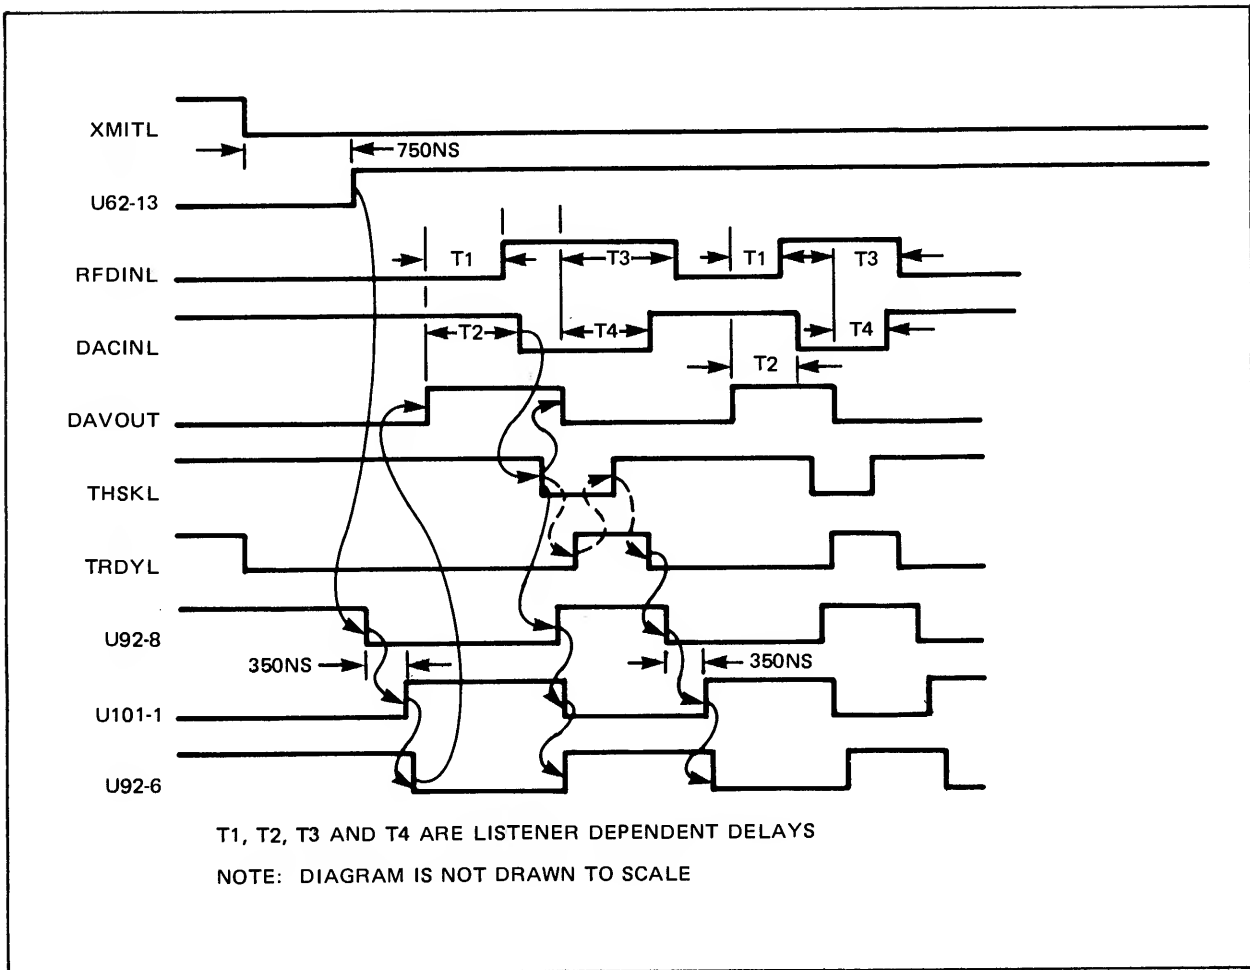 XMITL
750NS
U62-13
RFDINL
T1
T3
T1
T3
DACINL
T2
T4
T4
T2
DAVOUT
THSKL
TRDYL
U92-8
350NS
350NS
U101-1
U92-6
T1, T2, T3 AND T4 ARE LISTENER DEPENDENT DELAYS
NOTE: DIAGRAM IS NOT DRAWN TO SCALE